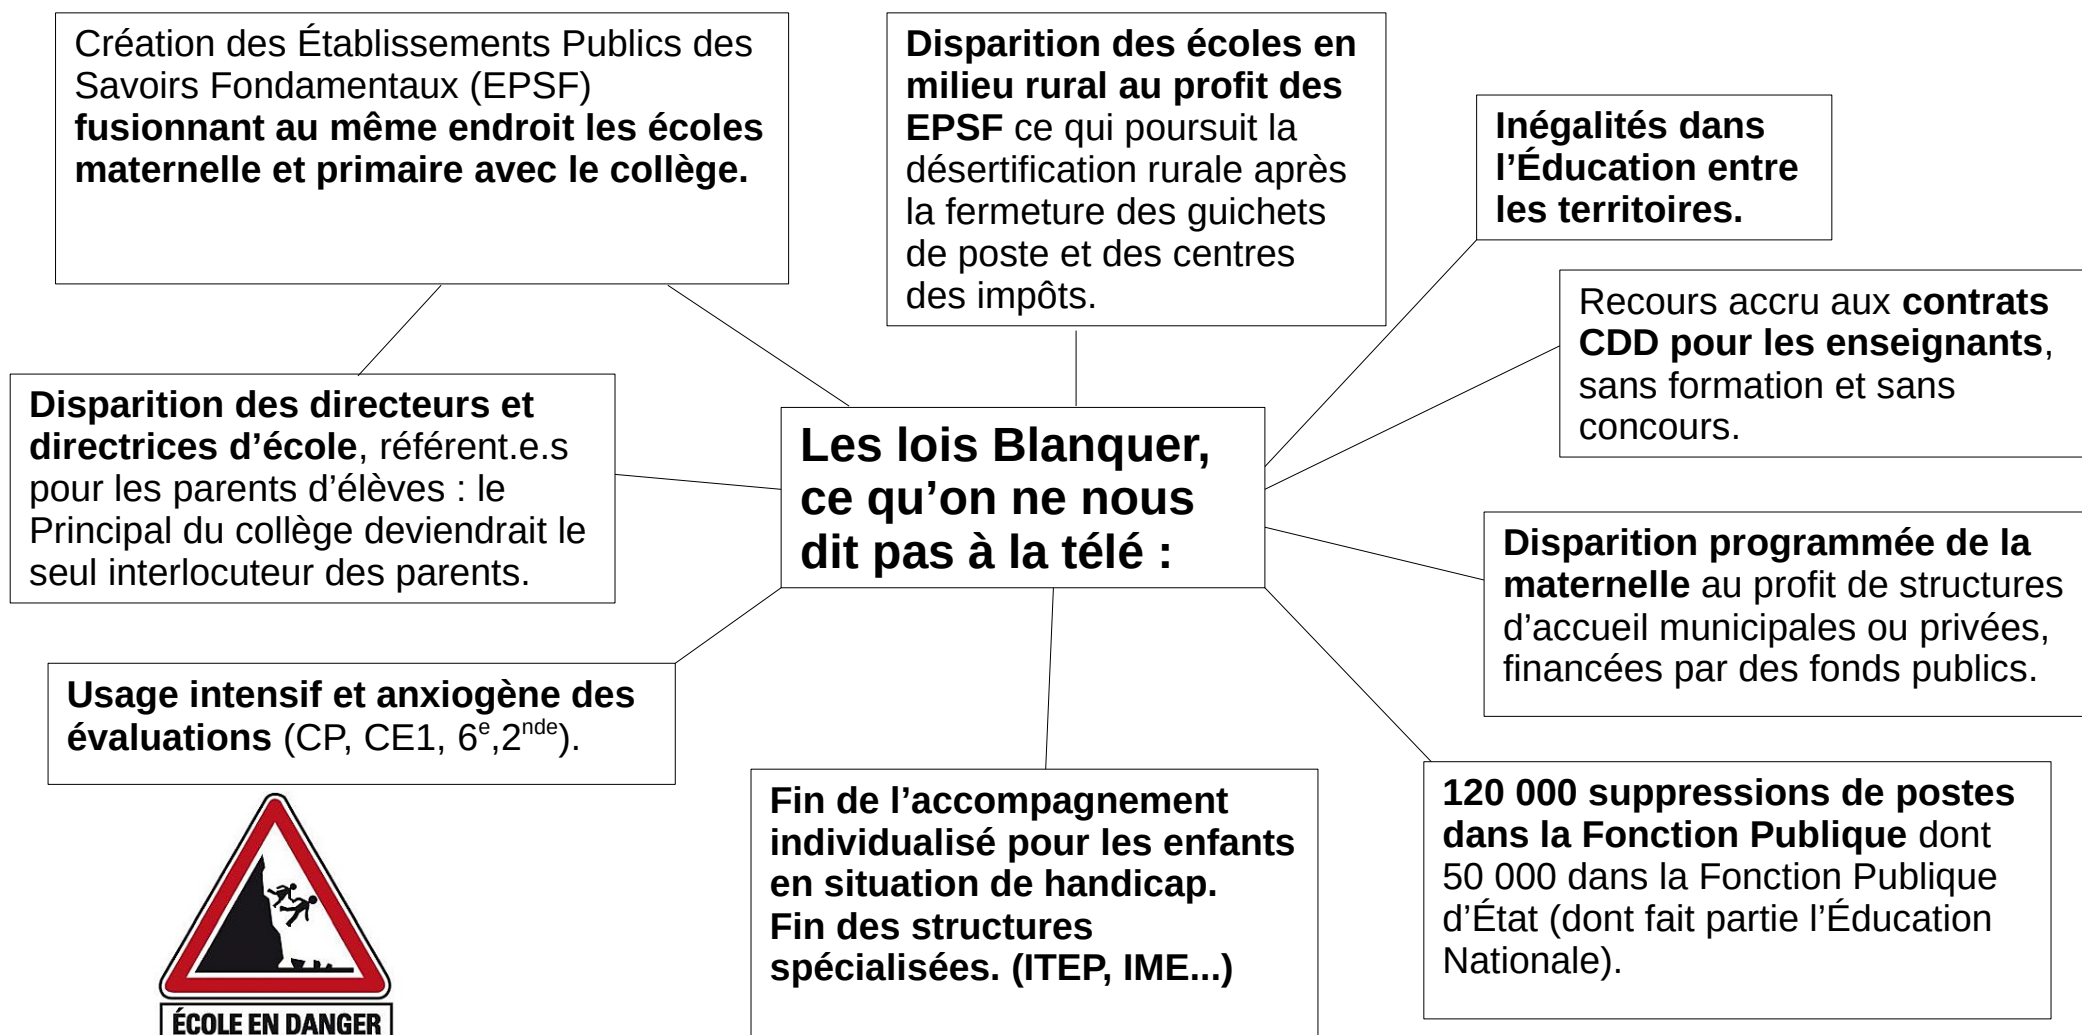 Création des Établissements Publics des
Savoirs Fondamentaux (EPSF)
fusionnant au même endroit les écoles
maternelle et primaire avec le collège.
Disparition des écoles en
milieu rural au profit des
EPSF ce qui poursuit la
désertification rurale après
la fermeture des guichets
de poste et des centres
des impôts.
Inégalités dans
l’Éducation entre
les territoires.
Recours accru aux contrats
CDD pour les enseignants,
sans formation et sans
concours.
Disparition des directeurs et
directrices d’école, référent.e.s
pour les parents d’élèves : le
Principal du collège deviendrait le
seul interlocuteur des parents.
Les lois Blanquer,
ce qu’on ne nous
dit pas à la télé :
Disparition programmée de la
maternelle au profit de structures
d’accueil municipales ou privées,
financées par des fonds publics.
Usage intensif et anxiogène des
évaluations (CP, CE1, 6e,2nde).
Fin de l’accompagnement
individualisé pour les enfants
en situation de handicap.
Fin des structures
spécialisées. (ITEP, IME...)
120 000 suppressions de postes
dans la Fonction Publique dont
50 000 dans la Fonction Publique
d’État (dont fait partie l’Éducation
Nationale).
ÉCOLE EN DANGER